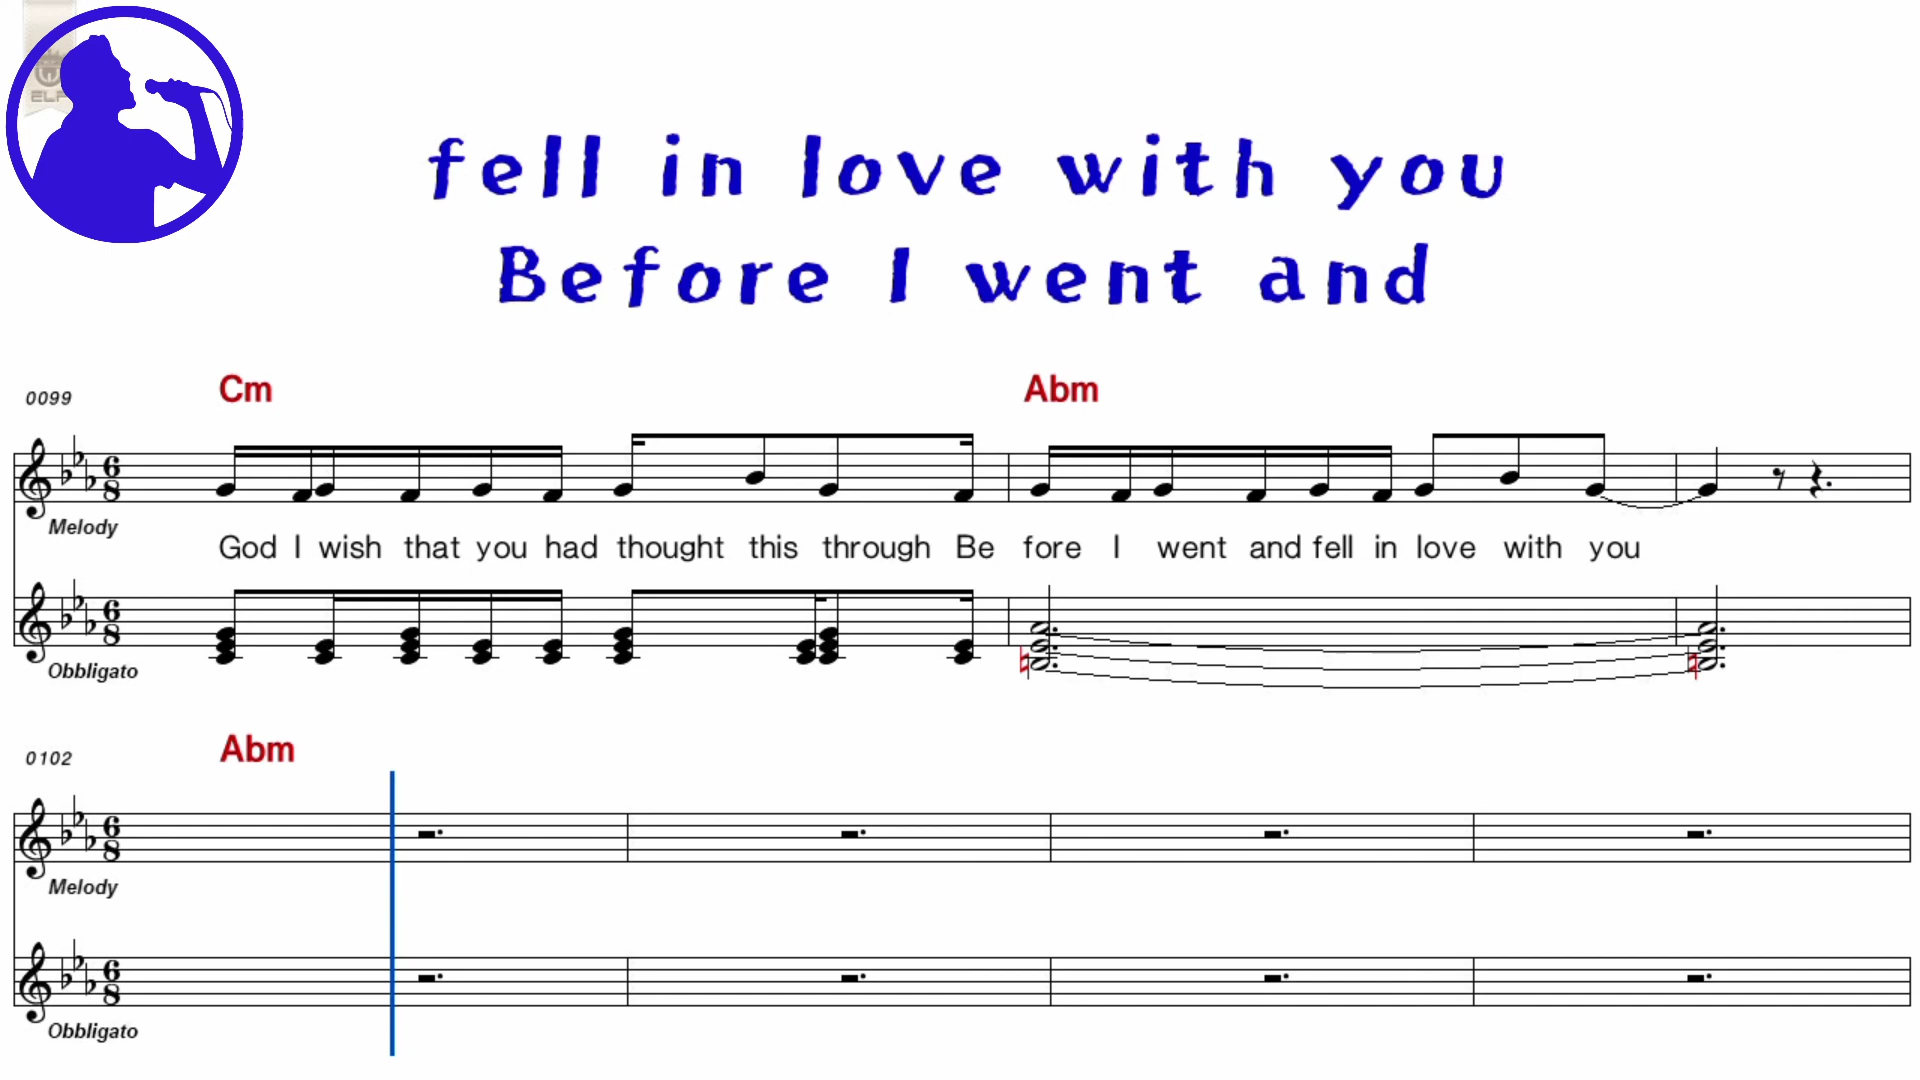 fell in love with you
Before I went and
Cm Abm
0099
Melody
God I wish that you had thought this through Be fore I went and fell in love with you
Obbligato
Abm
0102
Melody
Obbligato